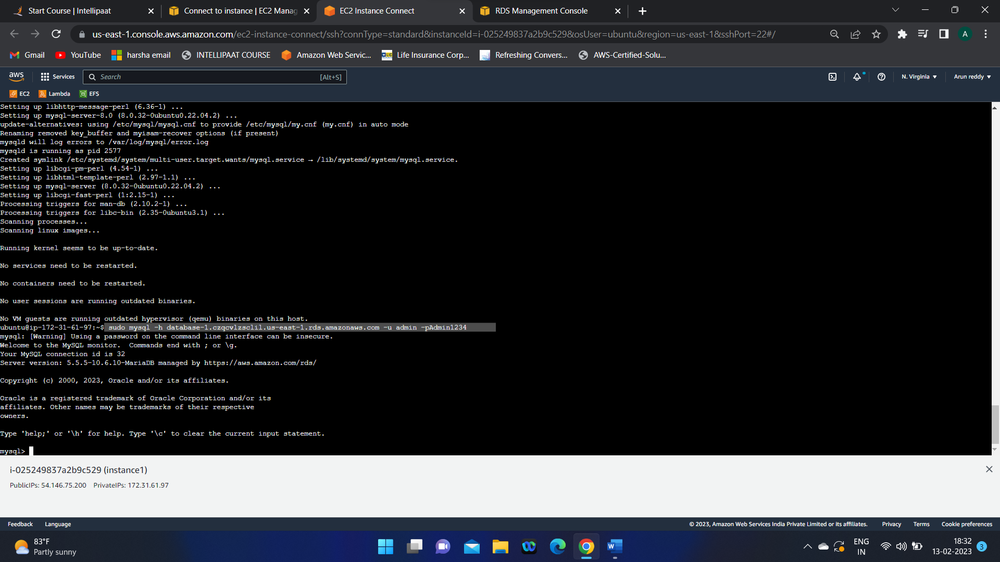 Start Course | Intellipaat
Connect to instance | EC2 Manag
EC2 Instance Connect
RDS Management Console
us-east-1.console.aws.amazon.com/ec2-instance-connect/ssh?connType=standard&instanceId=i-025249837a2b9c529&osUser=ubuntu&region=us-east-1&sshPort=22#/
A
Gmail
YouTube
harsha email
INTELLIPAAT COURSE
Amazon Web Servic...
LIC
Life Insurance Corp...
Refreshing Convers...
AWS-Certified-Solu...
aws
Services
Search
[Alt+S]
N. Virginia
Arun reddy
EC2
Lambda
EFS
Setting up libhttp-message-perl (6.36-1) ...
Setting up mysql-server-8.0 (8.0.32-0ubuntu0.22.04.2) ...
update-alternatives: using /etc/mysql/mysql.cnf to provide /etc/mysql/my.cnf (my.cnf) in auto mode
Renaming removed key_buffer and myisam-recover options (if present)
mysqld will log errors to /var/log/mysql/error.log
mysqld is running as pid 2577
Created symlink /etc/systemd/system/multi-user.target.wants/mysql.service → /lib/systemd/system/mysql.service.
Setting up libcgi-pm-perl (4.54-1) ...
Setting up libhtml-template-perl (2.97-1.1) ...
Setting up mysql-server (8.0.32-0ubuntu0.22.04.2) ...
Setting up libcgi-fast-perl (1:2.15-1) ...
Processing triggers for man-db (2.10.2-1) ...
Processing triggers for libc-bin (2.35-0ubuntu3.1) ...
Scanning processes...
Scanning linux images...
Running kernel seems to be up-to-date.
No services need to be restarted.
No containers need to be restarted.
No user sessions are running outdated binaries.
No VM guests are running outdated hypervisor (qemu) binaries on this host.
ubuntu@ip-172-31-61-97:~$ sudo mysql -h database-1.czqcvlzsclil.us-east-1.rds.amazonaws.com -u admin -pAdmin1234
mysql: [Warning] Using a password on the command line interface can be insecure.
Welcome to the MySQL monitor.  Commands end with ; or \g.
Your MySQL connection id is 32
Server version: 5.5.5-10.6.10-MariaDB managed by https://aws.amazon.com/rds/
Copyright (c) 2000, 2023, Oracle and/or its affiliates.
Oracle is a registered trademark of Oracle Corporation and/or its
affiliates. Other names may be trademarks of their respective
owners.
Type 'help;' or '\h' for help. Type '\c' to clear the current input statement.
mysql>
i-025249837a2b9c529 (instance1)
PublicIPs: 54.146.75.200 PrivateIPs: 172.31.61.97
Feedback
Language
© 2023, Amazon Web Services India Private Limited or its affiliates.
Privacy
Terms
Cookie preferences
83°F
Partly sunny
W
ENG
IN
18:32
13-02-2023
3